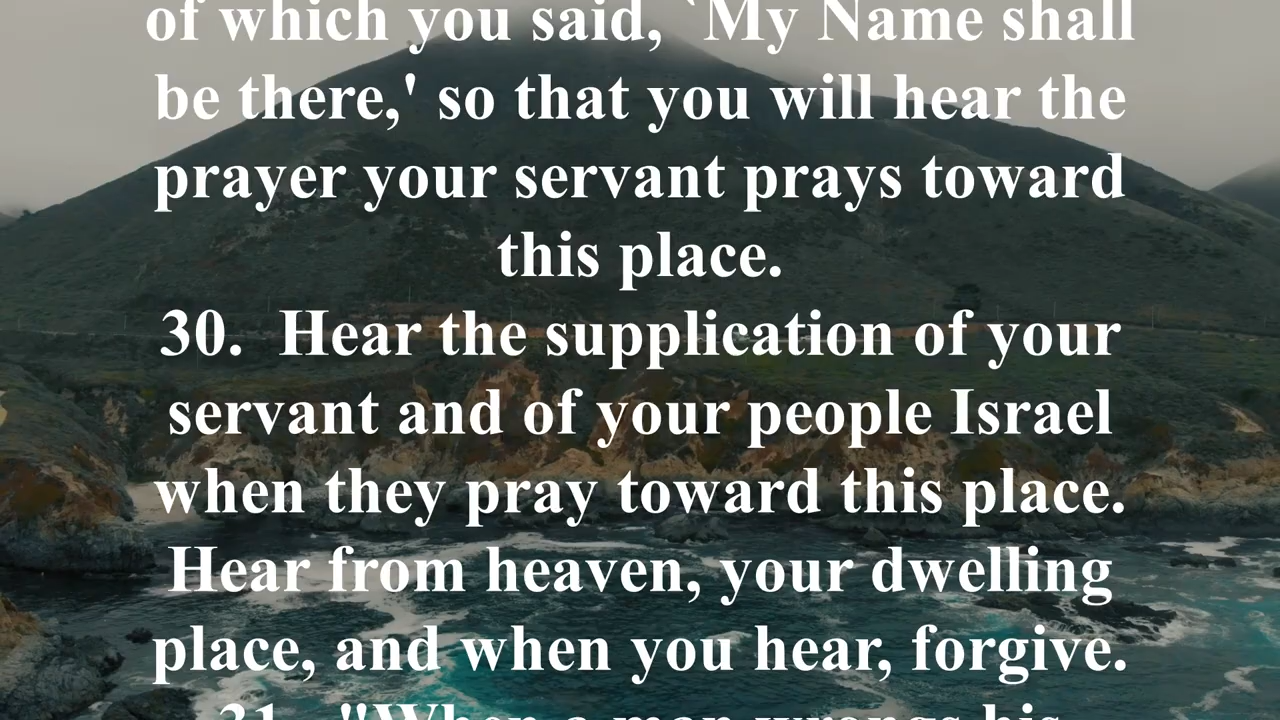 of which you said, `My Name shall
be there,' so that you will hear the
prayer your servant prays toward
this place.
30.  Hear the supplication of your
servant and of your people Israel
when they pray toward this place.
Hear from heaven, your dwelling
place, and when you hear, forgive.
31.  "When a man wrongs his